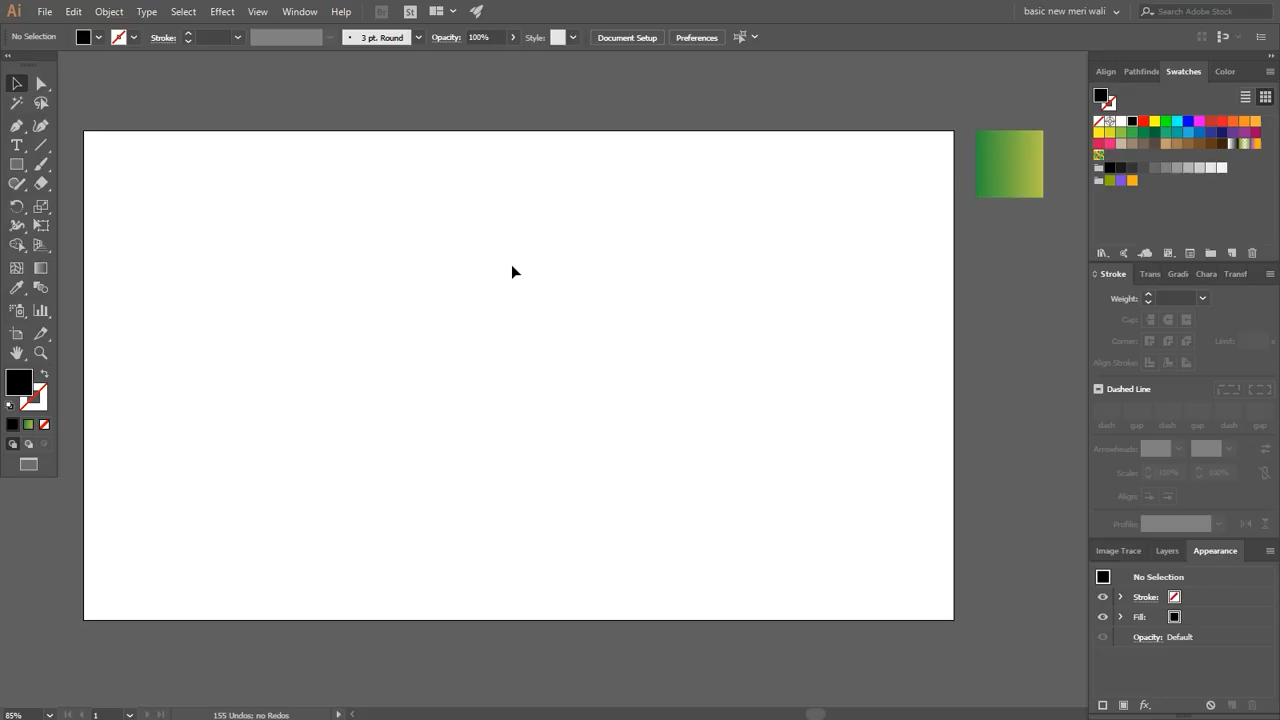 Ai File Edit Object Type Select Effect View Window Help Br St basic new meri wali Search Adobe Stock
No Selection Stroke: 3 pt. Round Opacity: 100% Style: Document Setup Preferences
Align Pathfinde Swatches Color
Stroke Trans Gradi Chara Transf
Weight:
Cap:
Corner: Limit: x
Align Stroke:
Dashed Line
dash gap dash gap dash gap
Arrowheads:
Scale: 100% 100%
Align:
Profile:
Image Trace Layers Appearance
No Selection
Stroke:
Fill:
Opacity: Default
fx
85% 1 155 Undos: no Redos